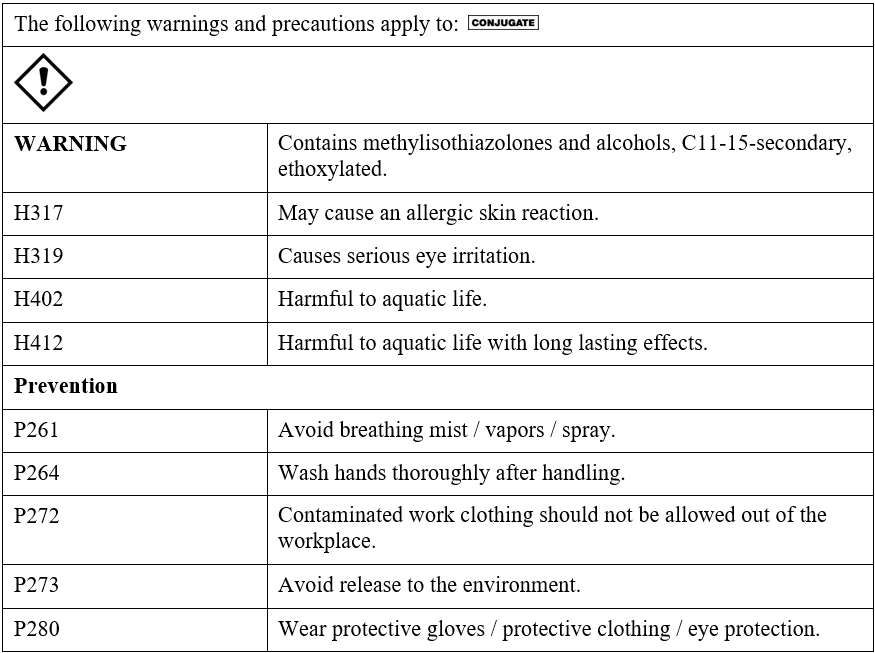 The following warnings and precautions apply to: CONJUGATE
!
WARNING
Contains methylisothiazolones and alcohols, C11-15-secondary,
ethoxylated.
H317
May cause an allergic skin reaction.
H319
Causes serious eye irritation.
H402
Harmful to aquatic life.
H412
Harmful to aquatic life with long lasting effects.
Prevention
P261
Avoid breathing mist / vapors / spray.
P264
Wash hands thoroughly after handling.
P272
Contaminated work clothing should not be allowed out of the
workplace.
P273
Avoid release to the environment.
P280
Wear protective gloves / protective clothing / eye protection.